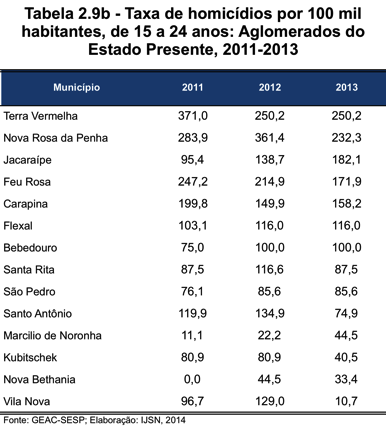 Tabela 2.9b - Taxa de homicídios por 100 mil
habitantes, de 15 a 24 anos: Aglomerados do
Estado Presente, 2011-2013
Município 2011 2012 2013
Terra Vermelha 371,0 250,2 250,2
Nova Rosa da Penha 283,9 361,4 232,3
Jacaraípe 95,4 138,7 182,1
Feu Rosa 247,2 214,9 171,9
Carapina 199,8 149,9 158,2
Flexal 103,1 116,0 116,0
Bebedouro 75,0 100,0 100,0
Santa Rita 87,5 116,6 87,5
São Pedro 76,1 85,6 85,6
Santo Antônio 119,9 134,9 74,9
Marcilio de Noronha 11,1 22,2 44,5
Kubitschek 80,9 80,9 40,5
Nova Bethania 0,0 44,5 33,4
Vila Nova 96,7 129,0 10,7
Fonte: GEAC-SESP; Elaboração: IJSN, 2014